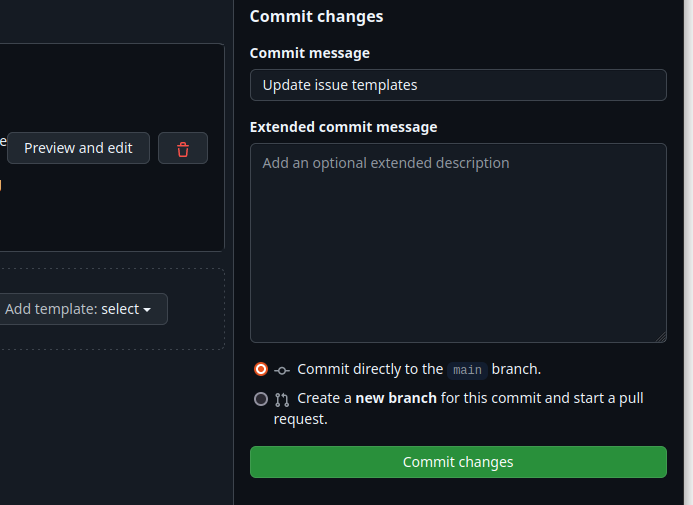 Commit changes
Commit message
Update issue templates
Extended commit message
Add an optional extended description
Preview and edit
Add template: select
Commit directly to the main branch.
Create a new branch for this commit and start a pull
request.
Commit changes